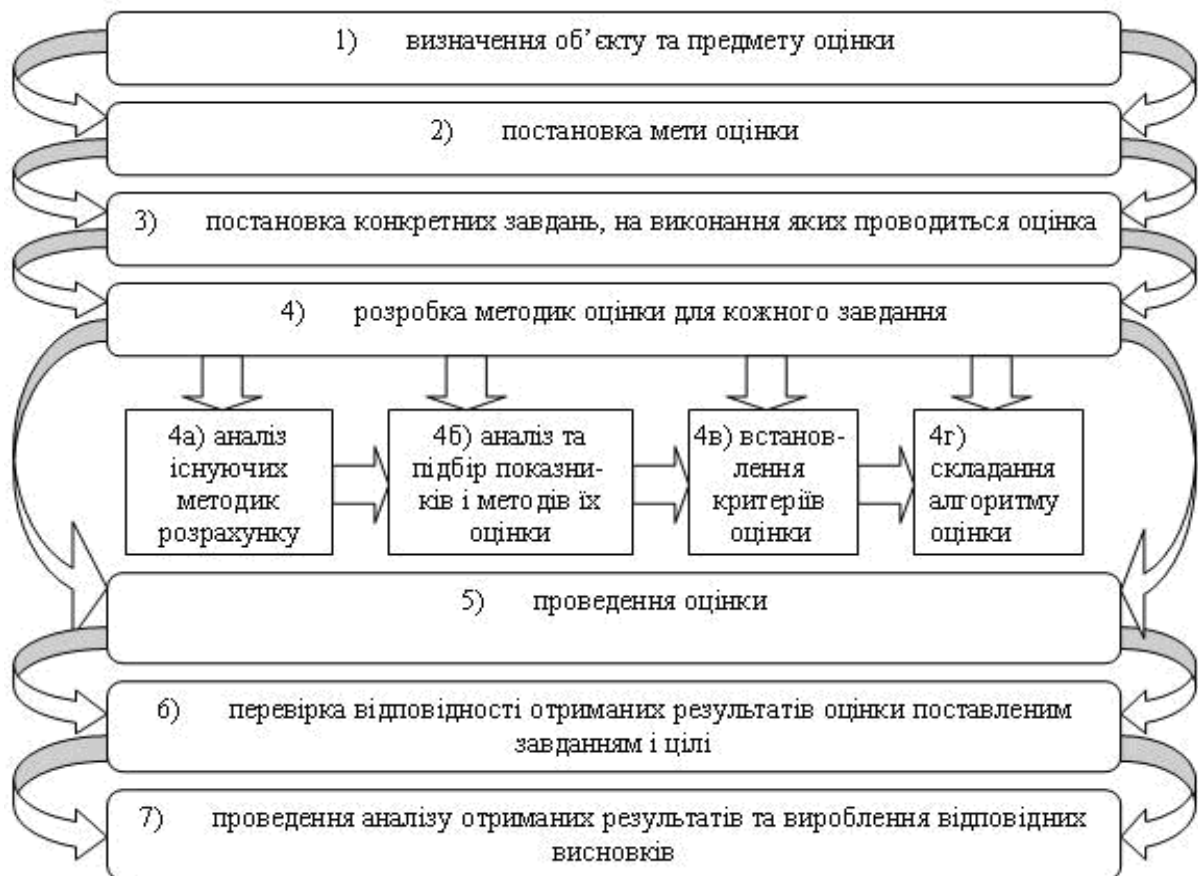 1) визначення об’єкту та предмету оцінки
2) постановка мети оцінки
3) постановка конкретних завдань, на виконання яких проводиться оцінка
4) розробка методик оцінки для кожного завдання
4а) аналіз
існуючих
методик
розрахунку
4б) аналіз та
підбір показни-
ків і методів їх
оцінки
4в) встанов-
лення
критеріїв
оцінки
4г)
складання
алгоритму
оцінки
5) проведення оцінки
6) перевірка відповідності отриманих результатів оцінки поставленим
завданням і цілі
7) проведення аналізу отриманих результатів та вироблення відповідних
висновків